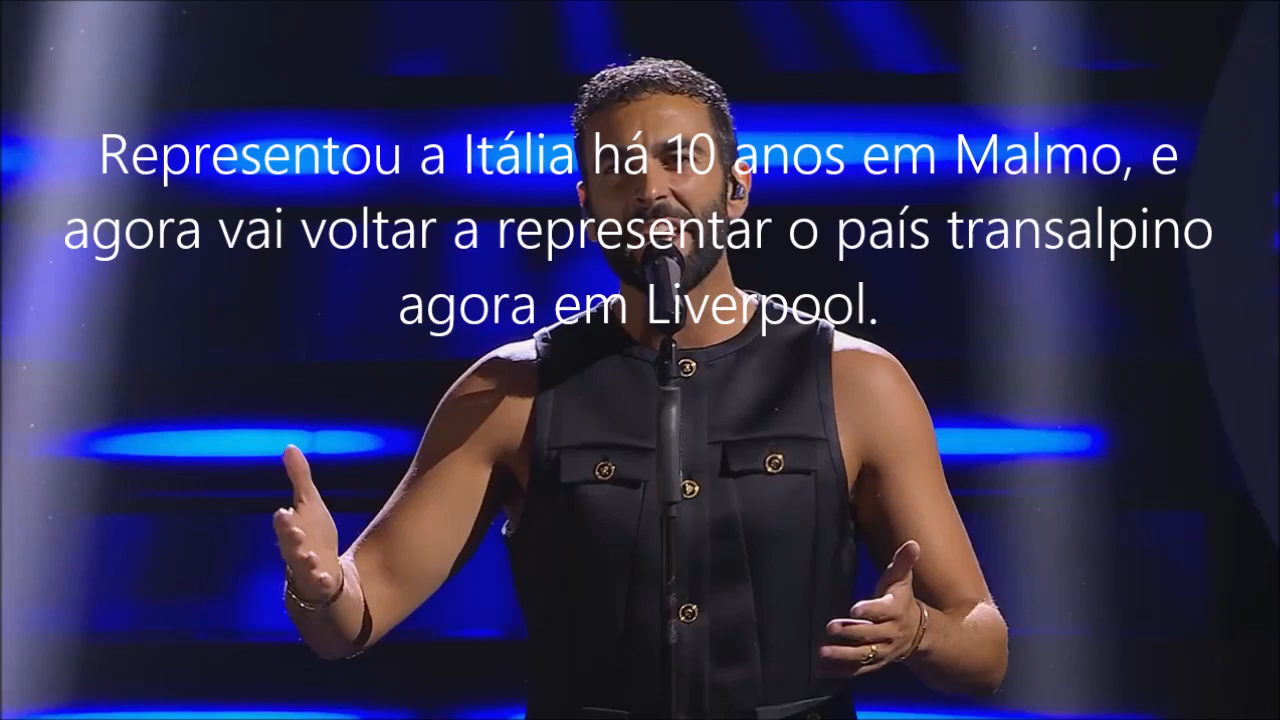 Representou a Itália há 10 anos em Malmo, e
agora vai voltar a representar o país transalpino
agora em Liverpool.